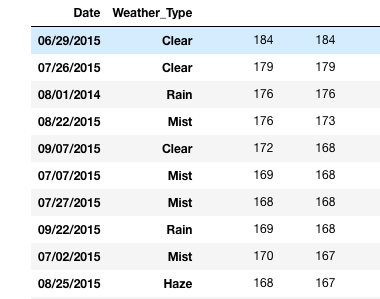 Date Weather_Type
06/29/2015 Clear 184 184
07/26/2015 Clear 179 179
08/01/2014 Rain 176 176
08/22/2015 Mist 176 173
09/07/2015 Clear 172 168
07/07/2015 Mist 169 168
07/27/2015 Mist 168 168
09/22/2015 Rain 169 167
07/02/2015 Mist 170 167
08/25/2015 Haze 168 167